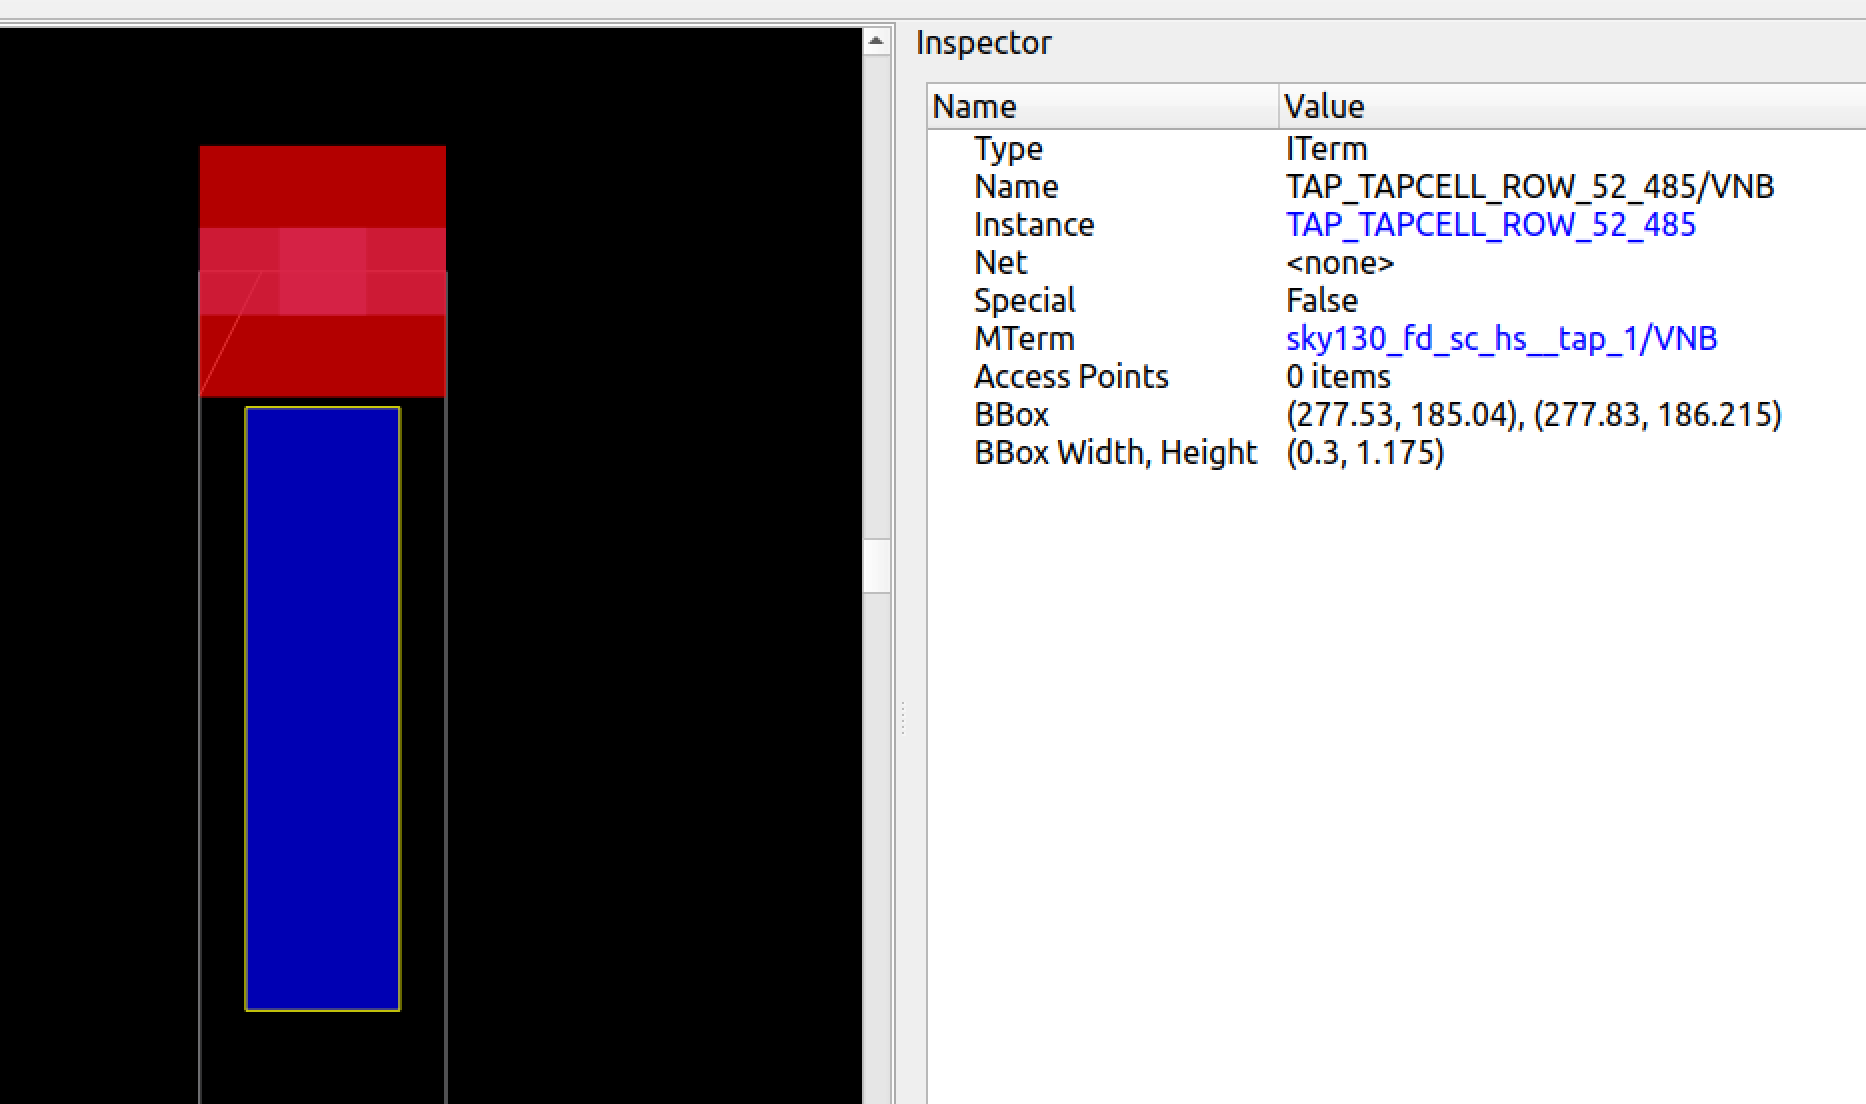 Inspector
Name Value
Type ITerm
Name TAP_TAPCELL_ROW_52_485/VNB
Instance TAP_TAPCELL_ROW_52_485
Net <none>
Special False
MTerm sky130_fd_sc_hs__tap_1/VNB
Access Points 0 items
BBox (277.53, 185.04), (277.83, 186.215)
BBox Width, Height (0.3, 1.175)